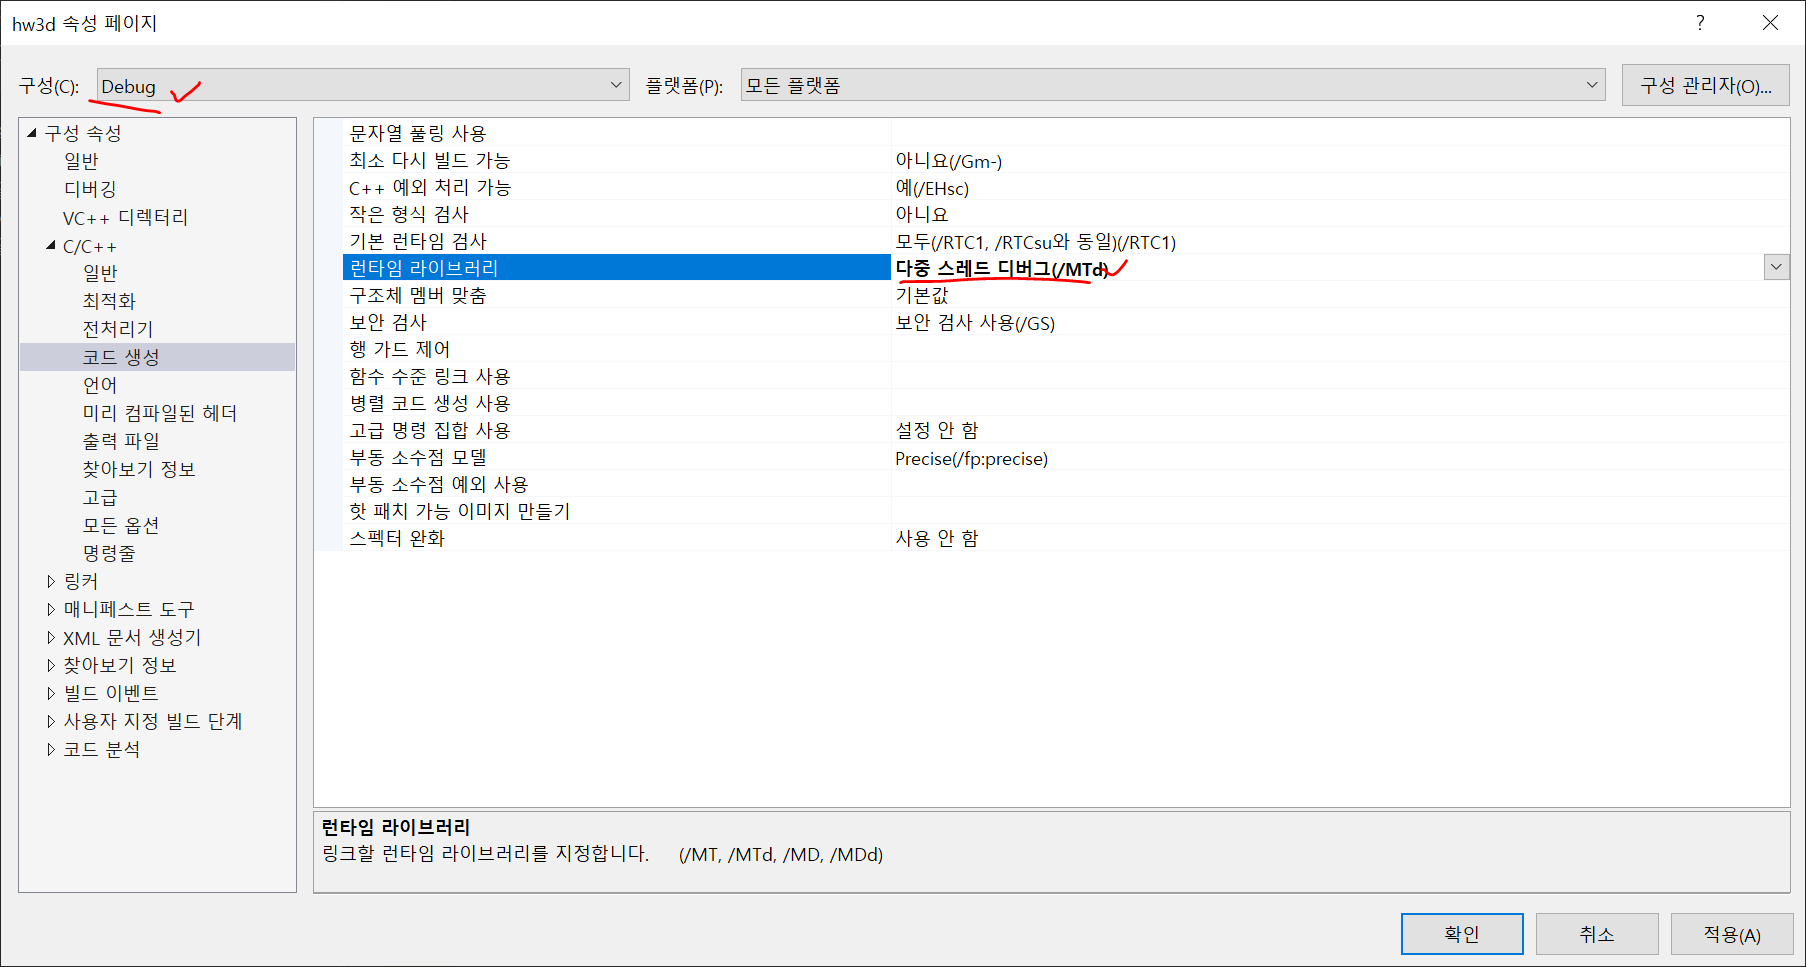 hw3d 속성 페이지
?
구성(C): Debug 플랫폼(P): 모든 플랫폼 구성 관리자(O)...
구성 속성
일반
디버깅
VC++ 디렉터리
C/C++
일반
최적화
전처리기
코드 생성
언어
미리 컴파일된 헤더
출력 파일
찾아보기 정보
고급
모든 옵션
명령줄
링커
매니페스트 도구
XML 문서 생성기
찾아보기 정보
빌드 이벤트
사용자 지정 빌드 단계
코드 분석
문자열 풀링 사용
최소 다시 빌드 가능 아니요(/Gm-)
C++ 예외 처리 가능 예(/EHsc)
작은 형식 검사 아니요
기본 런타임 검사 모두(/RTC1, /RTCsu와 동일)(/RTC1)
런타임 라이브러리 다중 스레드 디버그(/MTd)
구조체 멤버 맞춤 기본값
보안 검사 보안 검사 사용(/GS)
행 가드 제어
함수 수준 링크 사용
병렬 코드 생성 사용
고급 명령 집합 사용 설정 안 함
부동 소수점 모델 Precise(/fp:precise)
부동 소수점 예외 사용
핫 패치 가능 이미지 만들기
스펙터 완화 사용 안 함
런타임 라이브러리
링크할 런타임 라이브러리를 지정합니다. (/MT, /MTd, /MD, /MDd)
확인 취소 적용(A)